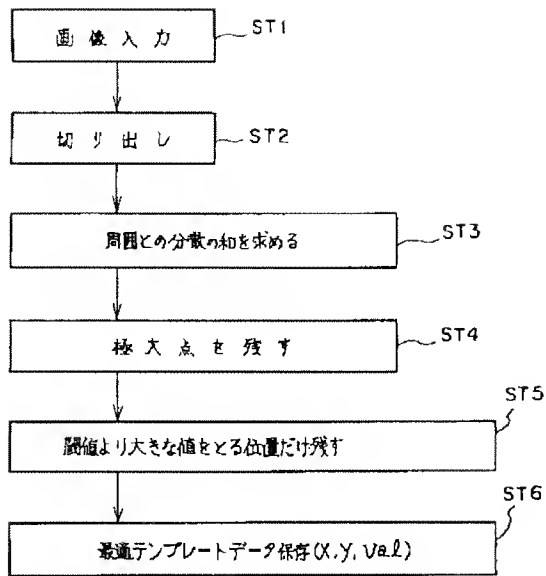 画像入力
ST1
切り出し
ST2
周囲との分散の和を求める
ST3
極大点を残す
ST4
閾値より大きな値をとる位置だけ残す
ST5
最適テンプレートデータ保存(X,Y,Val)
ST6